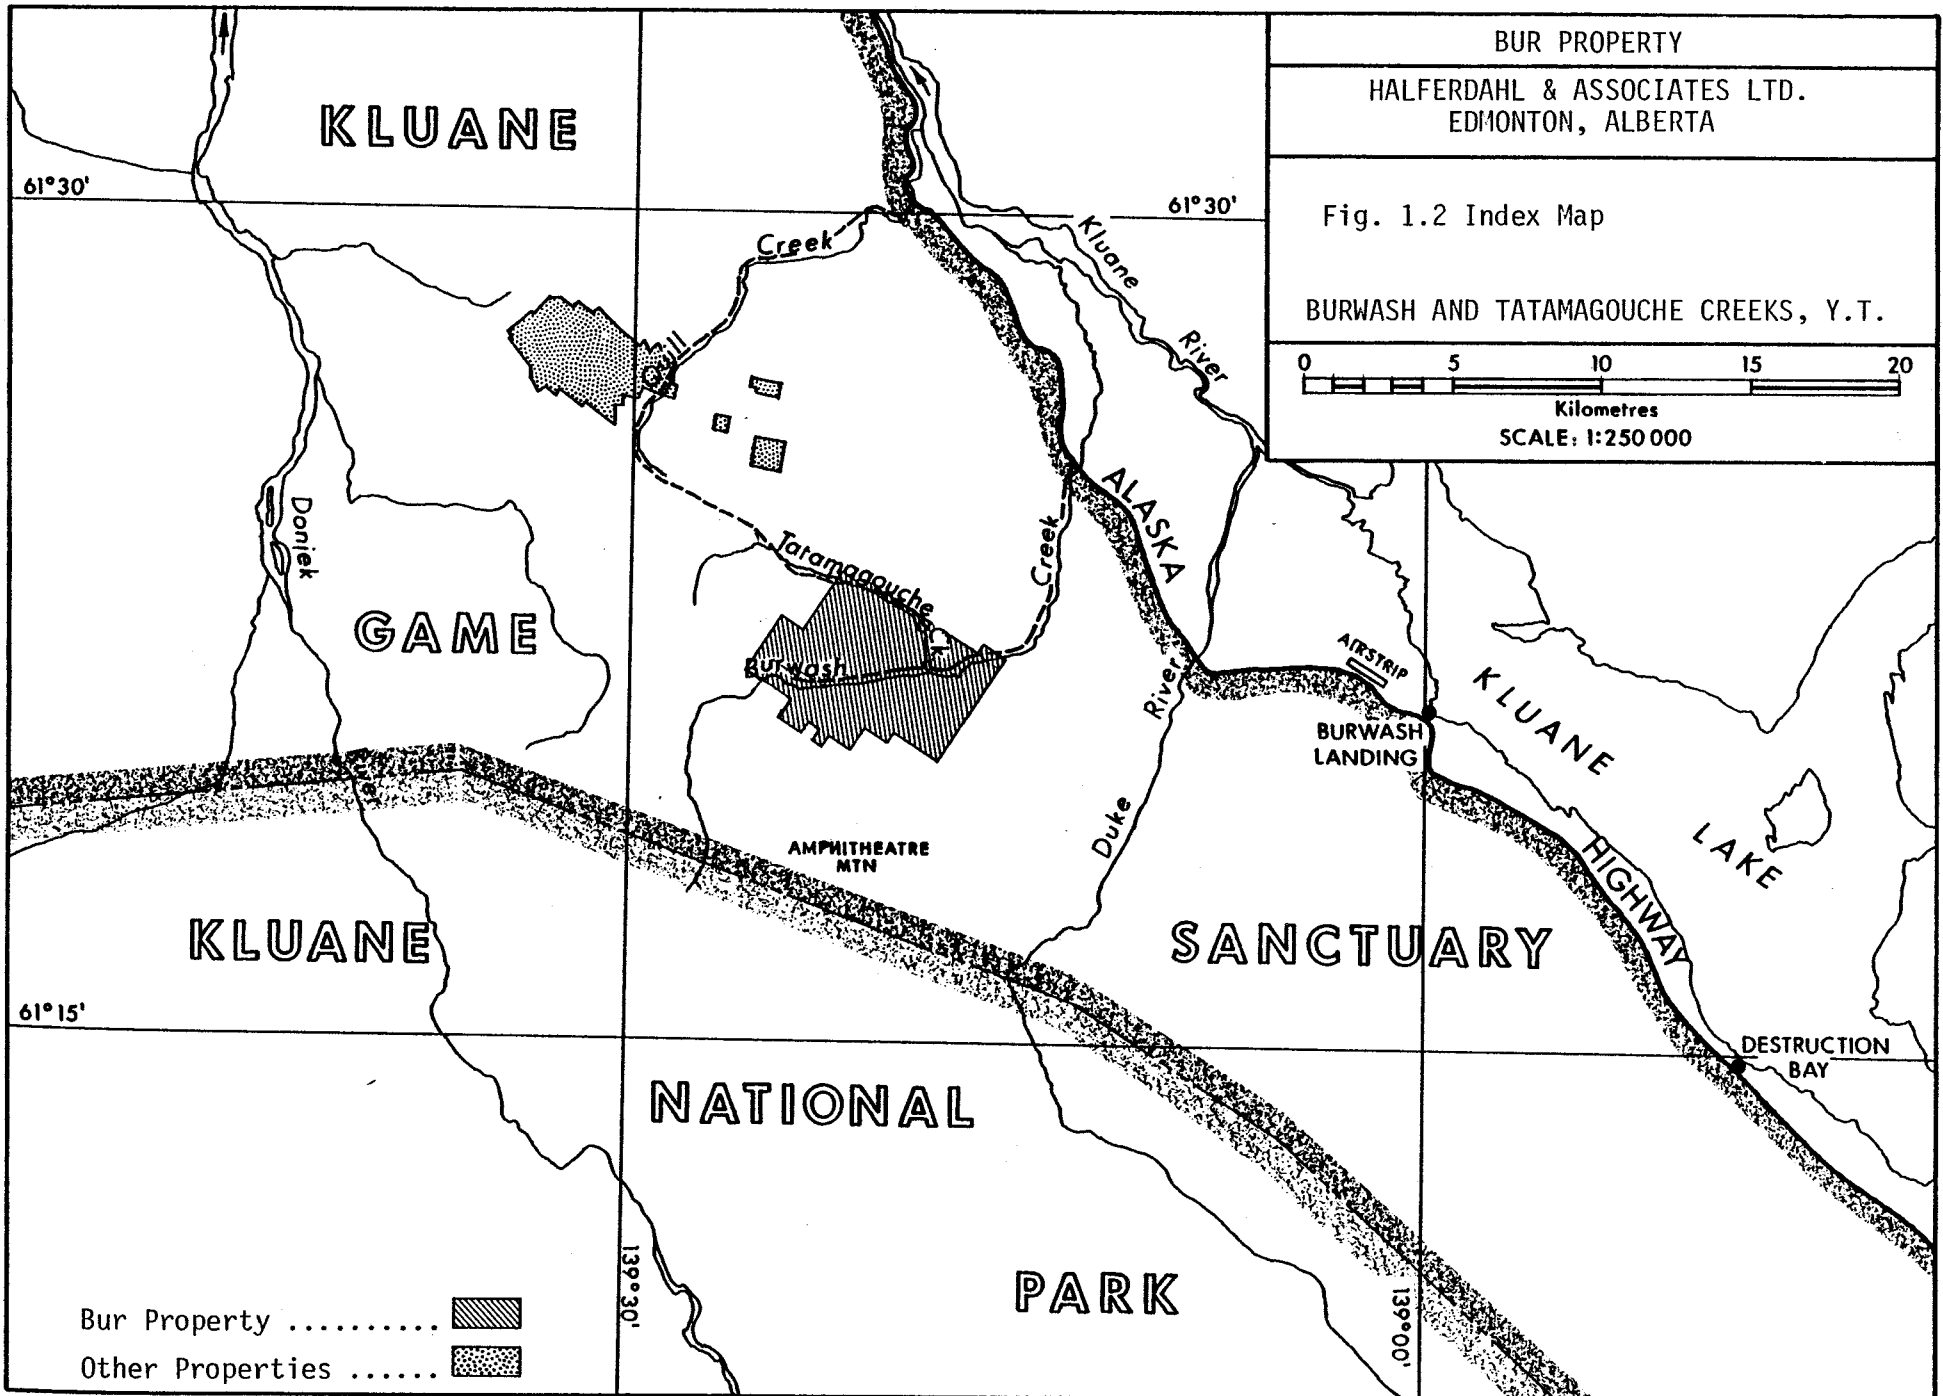 BUR PROPERTY
HALFERDAHL & ASSOCIATES LTD.
EDMONTON, ALBERTA
Fig. 1.2 Index Map
BURWASH AND TATAMAGOUCHE CREEKS, Y.T.
0 5 10 15 20
Kilometres
SCALE: 1:250 000
KLUANE
61°30'
61°30'
Creek
Kluane
River
Quill
Donjek
ALASKA
Creek
Tatamagouche
Ck
GAME
Burwash
River
AIRSTRIP
KLUANE
BURWASH
LANDING
River
Duke
AMPHITHEATRE
MTN
LAKE
HIGHWAY
KLUANE
SANCTUARY
61°15'
DESTRUCTION
BAY
NATIONAL
PARK
139°30'
139°00'
Bur Property ..........
Other Properties ......